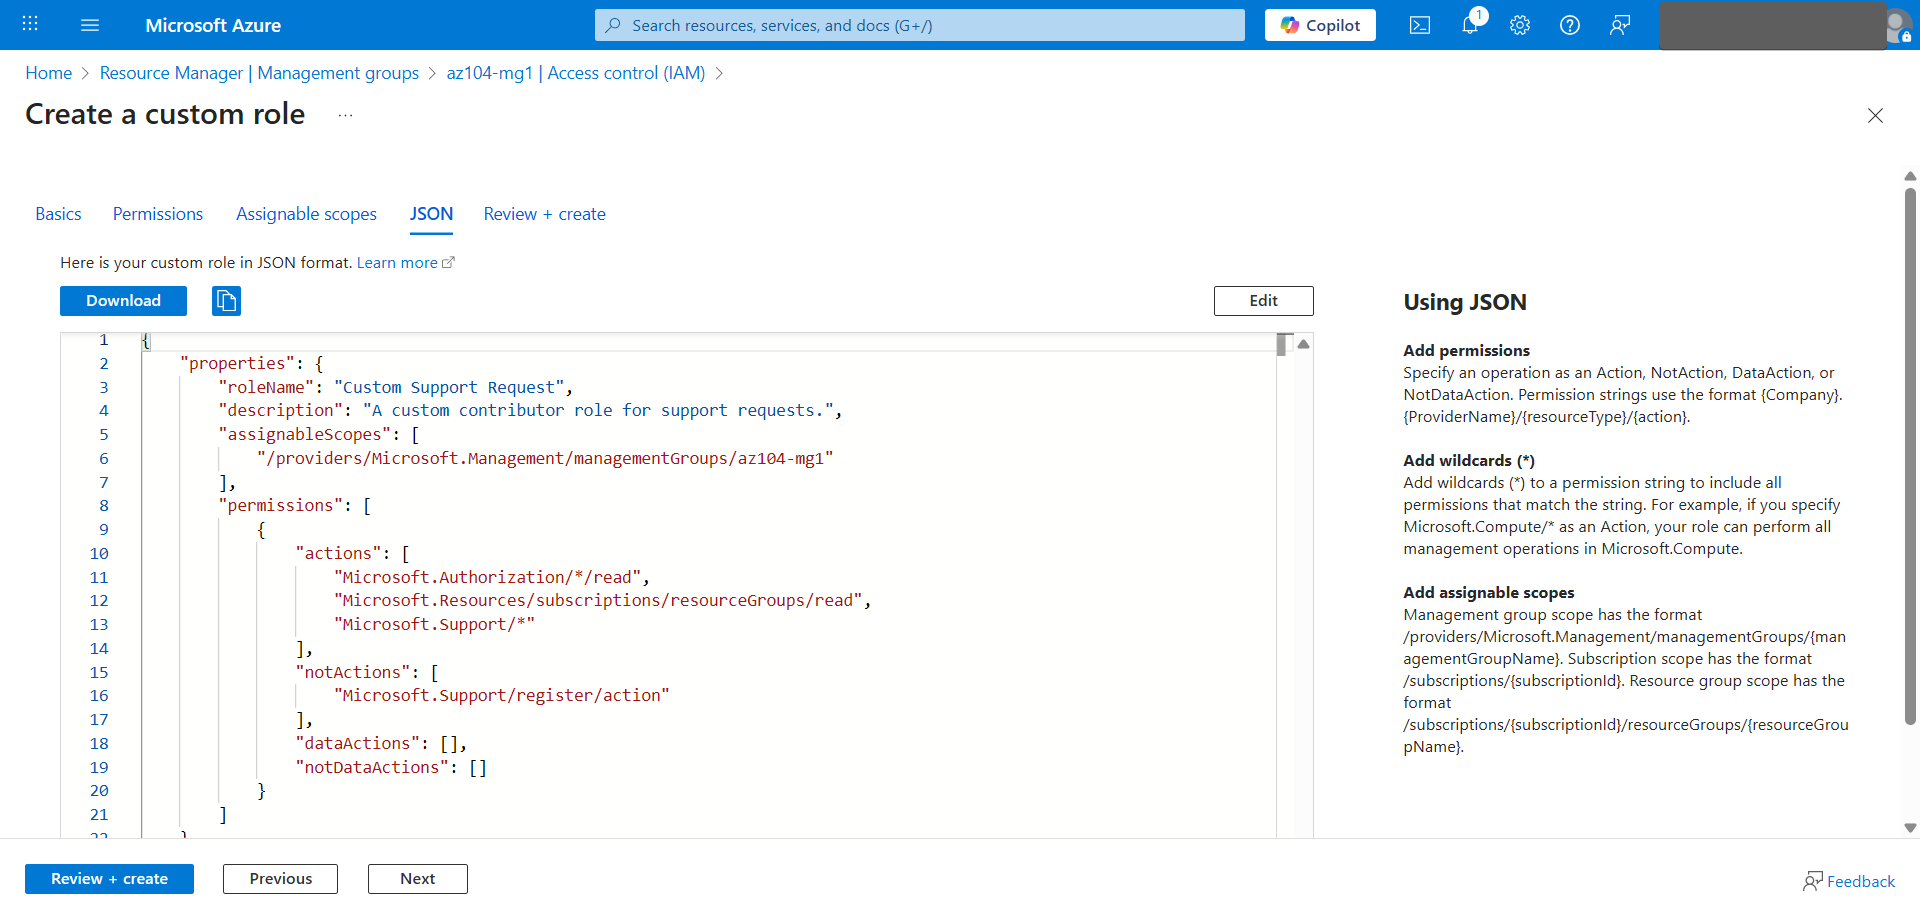 Microsoft Azure
Search resources, services, and docs (G+/)
Copilot
1
Home > Resource Manager | Management groups > az104-mg1 | Access control (IAM) >
Create a custom role ...
Basics Permissions Assignable scopes JSON Review + create
Here is your custom role in JSON format. Learn more
Download
Edit
1 {
2 "properties": {
3 "roleName": "Custom Support Request",
4 "description": "A custom contributor role for support requests.",
5 "assignableScopes": [
6 "/providers/Microsoft.Management/managementGroups/az104-mg1"
7 ],
8 "permissions": [
9 {
10 "actions": [
11 "Microsoft.Authorization/*/read",
12 "Microsoft.Resources/subscriptions/resourceGroups/read",
13 "Microsoft.Support/*"
14 ],
15 "notActions": [
16 "Microsoft.Support/register/action"
17 ],
18 "dataActions": [],
19 "notDataActions": []
20 }
21 ]
22 }
Using JSON
Add permissions
Specify an operation as an Action, NotAction, DataAction, or
NotDataAction. Permission strings use the format {Company}.
{ProviderName}/{resourceType}/{action}.
Add wildcards (*)
Add wildcards (*) to a permission string to include all
permissions that match the string. For example, if you specify
Microsoft.Compute/* as an Action, your role can perform all
management operations in Microsoft.Compute.
Add assignable scopes
Management group scope has the format
/providers/Microsoft.Management/managementGroups/{man
agementGroupName}. Subscription scope has the format
/subscriptions/{subscriptionId}. Resource group scope has the
format
/subscriptions/{subscriptionId}/resourceGroups/{resourceGrou
pName}.
Review + create
Previous
Next
Feedback